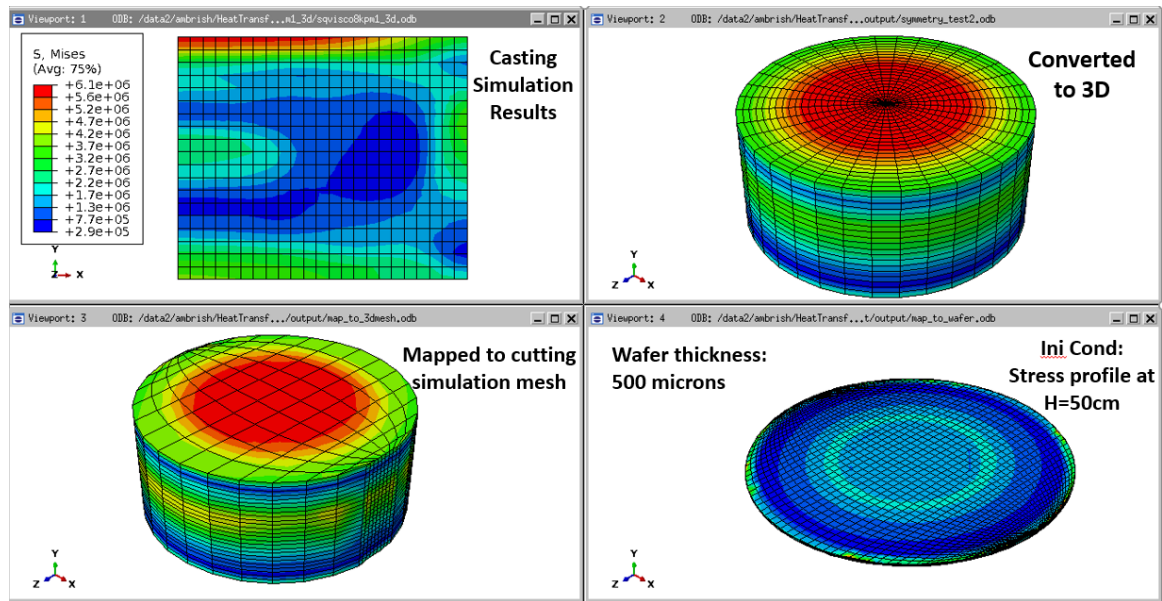 Viewport: 1 ODB: /data2/ambrish/HeatTransf...m1_3d/sqvisco8kpm1_3d.odb
S, Mises
(Avg: 75%)
+6.1e+06
+5.6e+06
+5.2e+06
+4.7e+06
+4.2e+06
+3.7e+06
+3.2e+06
+2.7e+06
+2.2e+06
+1.7e+06
+1.3e+06
+7.7e+05
+2.9e+05
Y
Z X
Casting
Simulation
Results
Viewport: 2 ODB: /data2/ambrish/HeatTransf...output/symmetry_test2.odb
Converted
to 3D
Y
Z X
Viewport: 3 ODB: /data2/ambrish/HeatTransf.../output/map_to_3dmesh.odb
Mapped to cutting
simulation mesh
Y
Z X
Viewport: 4 ODB: /data2/ambrish/HeatTransf...t/output/map_to_wafer.odb
Wafer thickness:
500 microns
Ini Cond:
Stress profile at
H=50cm
Y
Z X